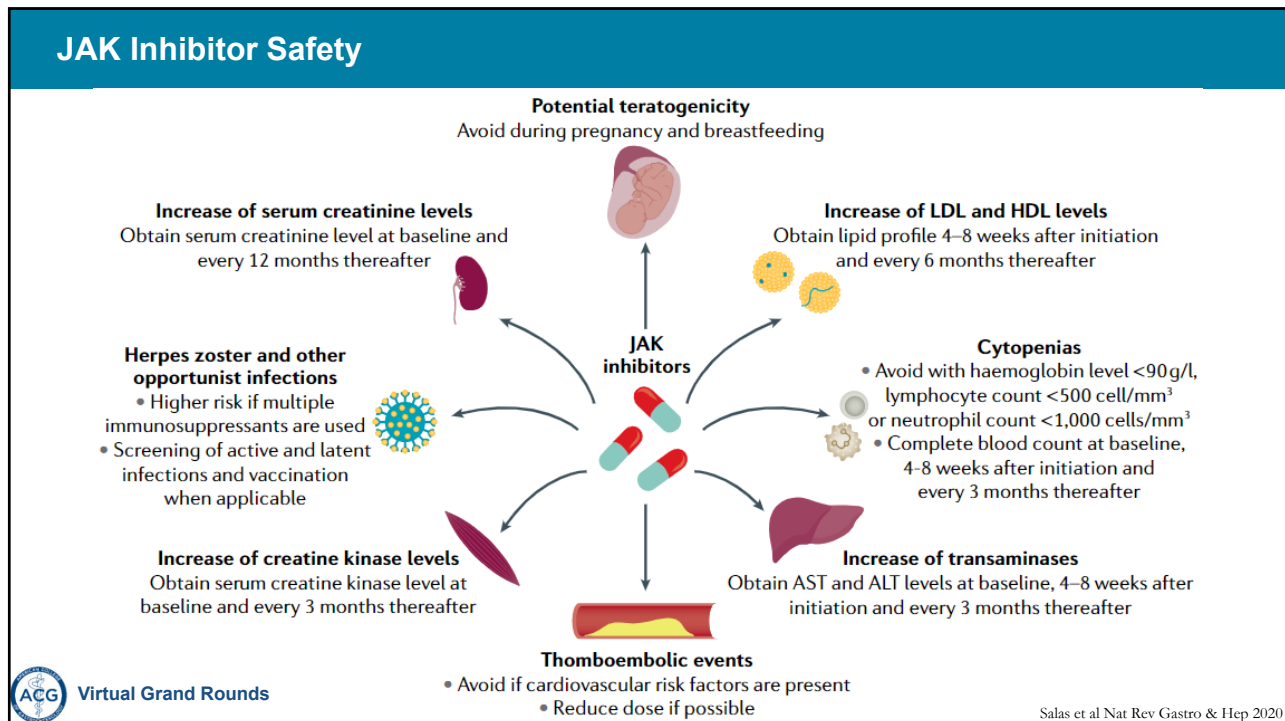 JAK Inhibitor Safety
Potential teratogenicity
Avoid during pregnancy and breastfeeding
Increase of serum creatinine levels
Obtain serum creatinine level at baseline and
every 12 months thereafter
Increase of LDL and HDL levels
Obtain lipid profile 4–8 weeks after initiation
and every 6 months thereafter
JAK
inhibitors
Herpes zoster and other
opportunist infections
• Higher risk if multiple
immunosuppressants are used
• Screening of active and latent
infections and vaccination
when applicable
Cytopenias
• Avoid with haemoglobin level <90 g/l,
lymphocyte count <500 cell/mm³
or neutrophil count <1,000 cells/mm³
• Complete blood count at baseline,
4-8 weeks after initiation and
every 3 months thereafter
Increase of creatine kinase levels
Obtain serum creatine kinase level at
baseline and every 3 months thereafter
Increase of transaminases
Obtain AST and ALT levels at baseline, 4–8 weeks after
initiation and every 3 months thereafter
Thomboembolic events
• Avoid if cardiovascular risk factors are present
• Reduce dose if possible
ACG
Virtual Grand Rounds
Salas et al Nat Rev Gastro & Hep 2020